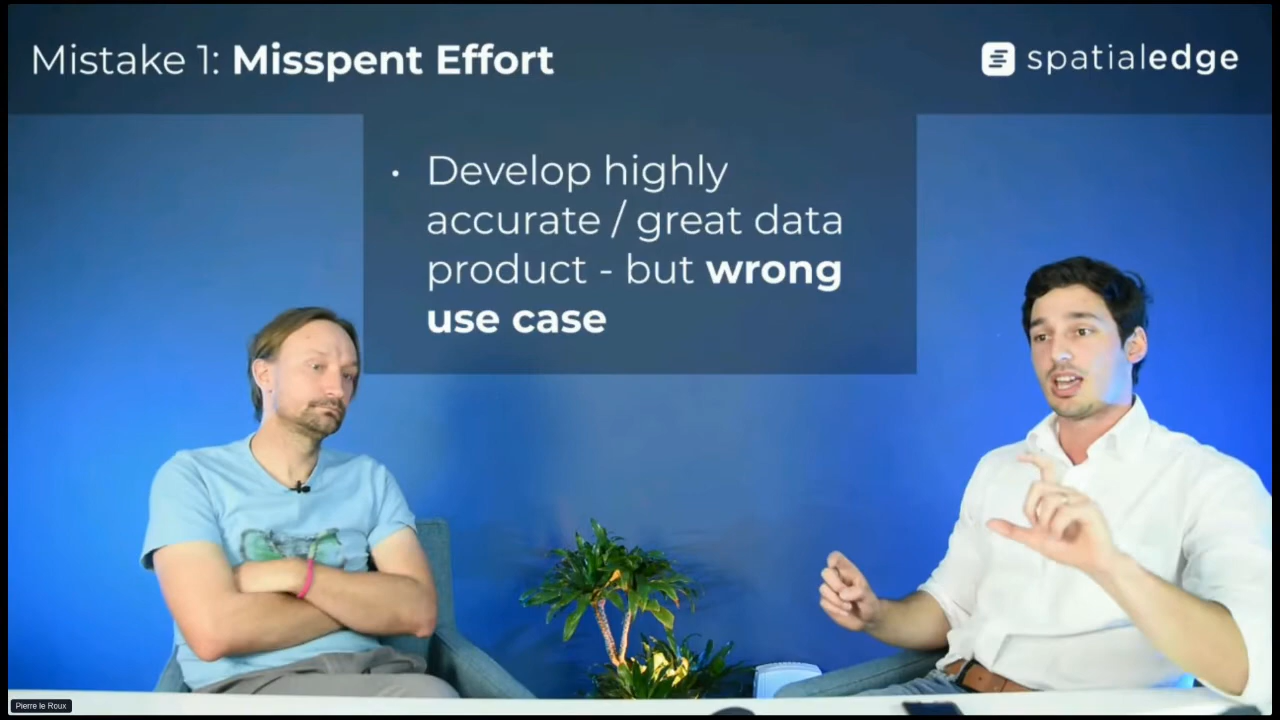 Mistake 1: Misspent Effort
spatialedge
• Develop highly
accurate / great data
product - but wrong
use case
Pierre le Roux